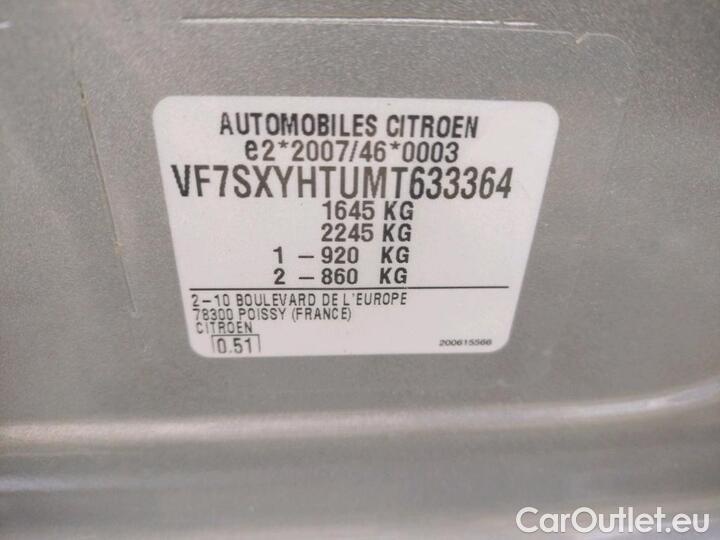 AUTOMOBILES CITROEN
e2*2007/46*0003
VF7SXYHTUMT633364
1645 KG
2245 KG
1 - 920 KG
2 - 860 KG
2-10 BOULEVARD DE L'EUROPE
78300 POISSY (FRANCE)
CITROEN
0.51
200615566
CarOutlet.eu